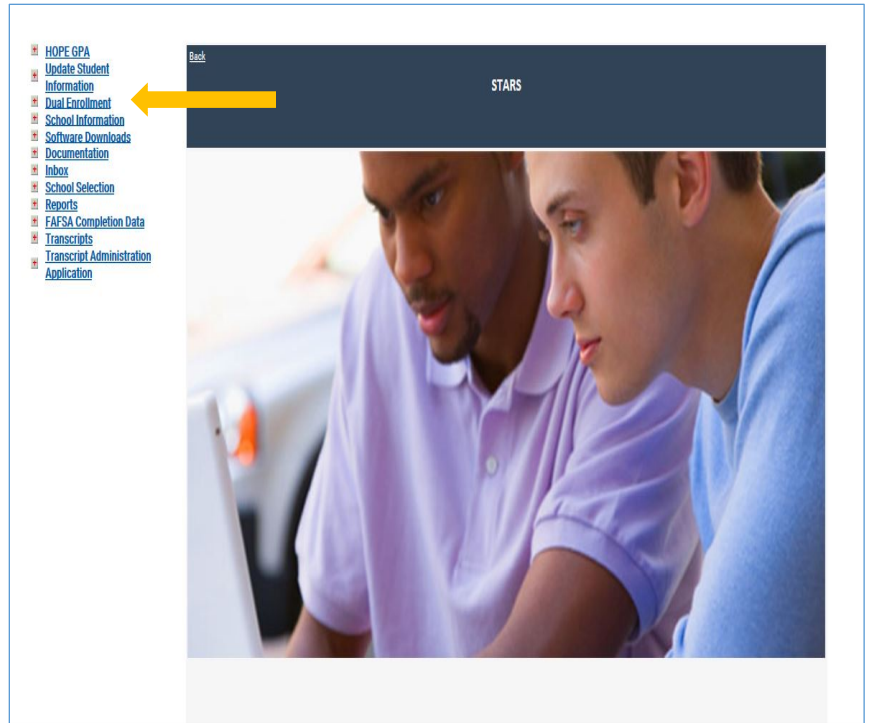 HOPE GPA
Update Student
Information
Dual Enrollment
School Information
Software Downloads
Documentation
Inbox
School Selection
Reports
FAFSA Completion Data
Transcripts
Transcript Administration
Application
Back
STARS